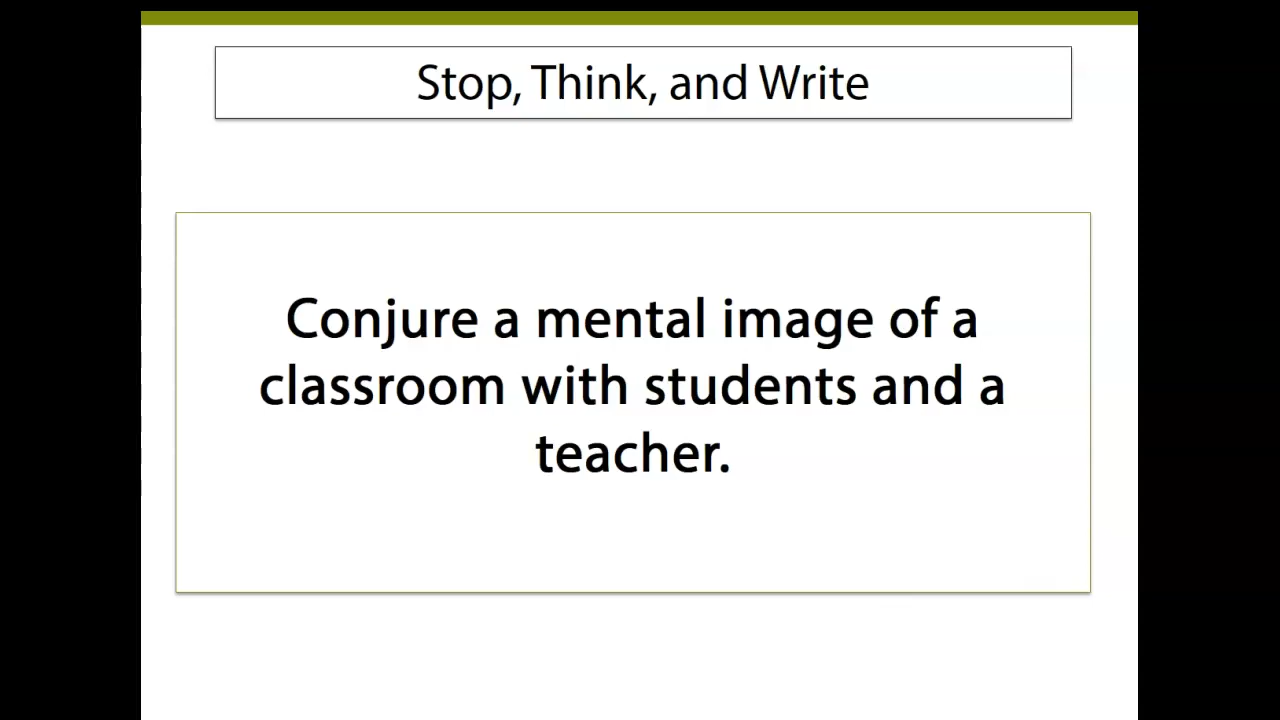 Stop, Think, and Write
Conjure a mental image of a
classroom with students and a
teacher.